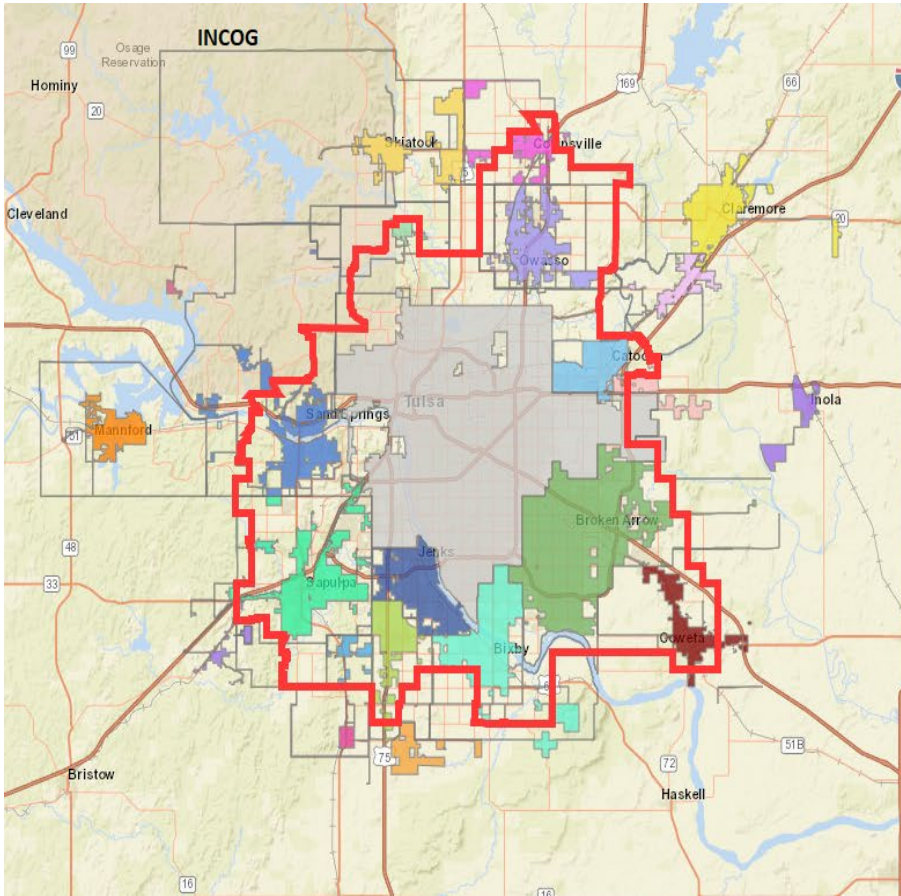 INCOG
99
Osage
Reservation
Hominy
169
66
20
Skiatook
Collinsville
Cleveland
Claremore
20
Owasso
Catoosa
Tulsa
Sand Springs
Inola
51
Mannford
Broken Arrow
48
Jenks
33
Sapulpa
Coweta
Bixby
75
51B
72
Bristow
Haskell
16
16